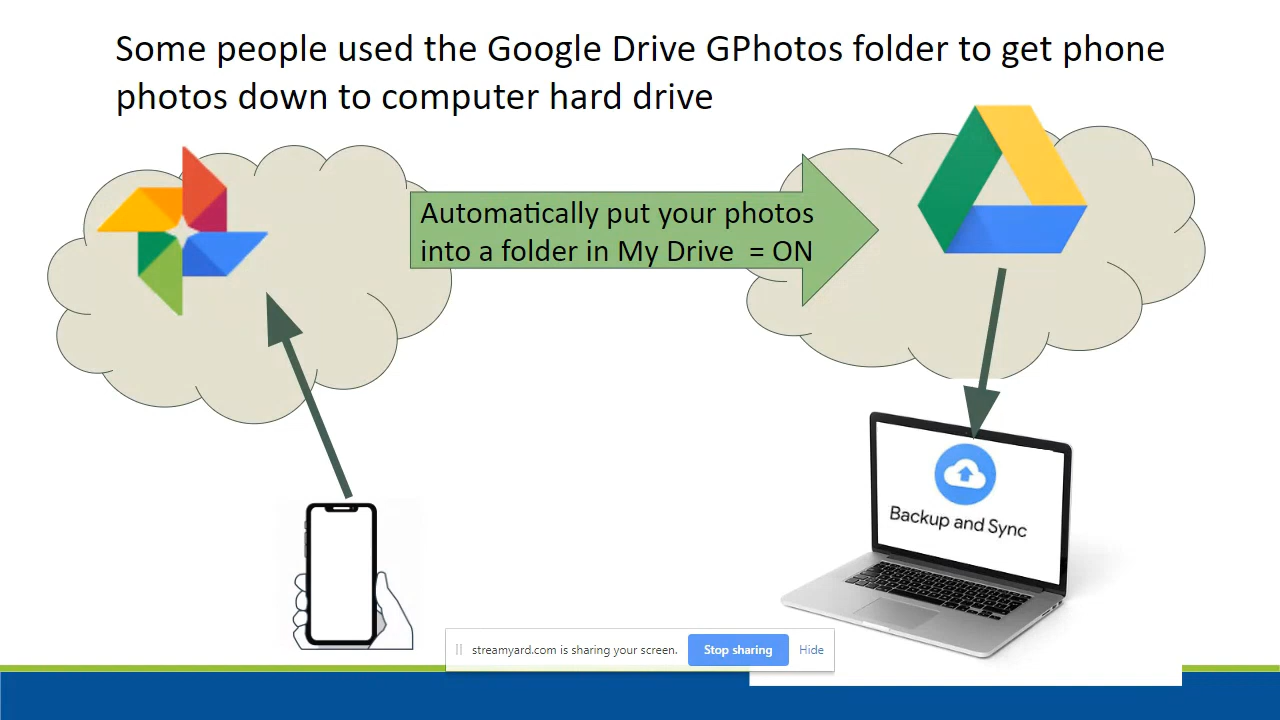 Some people used the Google Drive GPhotos folder to get phone
photos down to computer hard drive
Automatically put your photos
into a folder in My Drive = ON
Backup and Sync
streamyard.com is sharing your screen. Stop sharing Hide